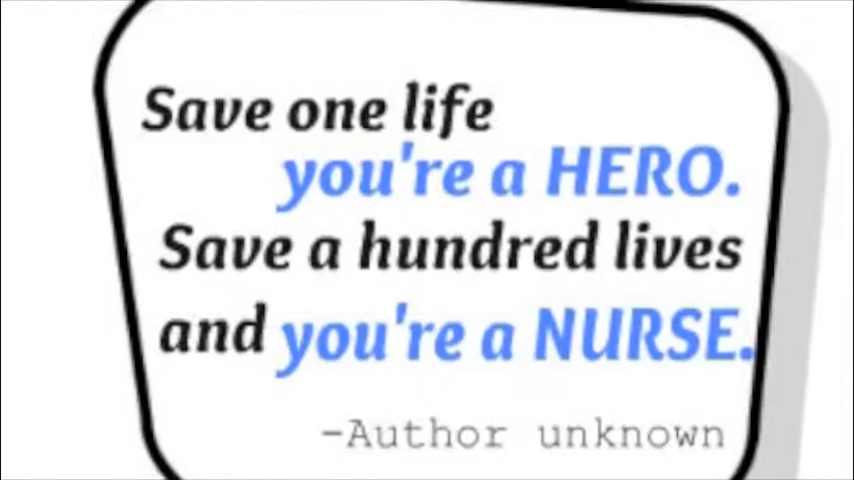 Save one life
you're a HERO.
Save a hundred lives
and you're a NURSE.
-Author unknown